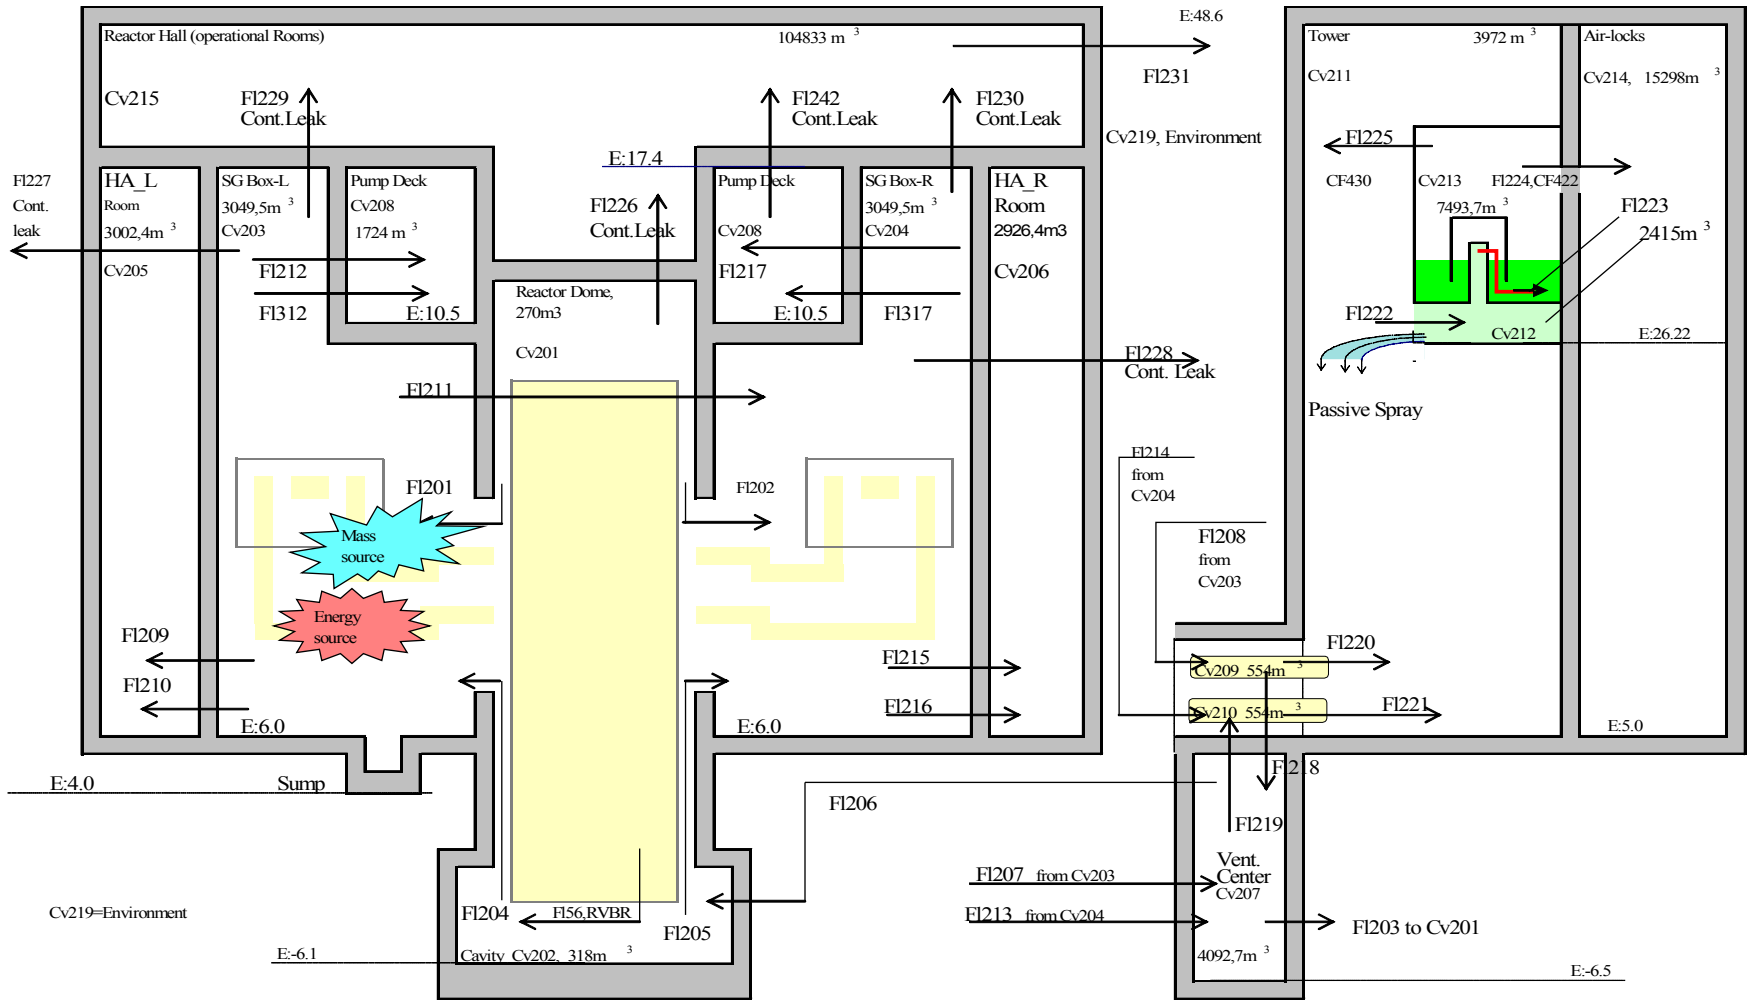 E:48.6
Reactor Hall (operational Rooms)
104833 m 3
Fl231
Cv215
Fl229
Cont.Leak
Fl242
Cont.Leak
Fl230
Cont.Leak
Cv219, Environment
Tower
3972 m 3
Air-locks
Cv211
Cv214, 15298m 3
Fl225
CF430
Cv213
Fl224,CF422
7493,7m 3
Fl223
2415m 3
Fl222
Cv212
E:26.22
Passive Spray
Fl227
Cont.
leak
HA_L
Room
3002,4m 3
Cv205
SG Box-L
3049,5m 3
Cv203
Pump Deck
Cv208
1724 m 3
Fl212
Fl312
E:10.5
E:17.4
Fl226
Cont.Leak
Pump Deck
Cv208
Fl217
E:10.5
SG Box-R
3049,5m 3
Cv204
Fl317
HA_R
Room
2926,4m3
Cv206
Reactor Dome,
270m3
Cv201
Fl228
Cont. Leak
Fl211
Fl201
Fl202
Mass
source
Energy
source
Fl214
from
Cv204
Fl208
from
Cv203
Fl209
Fl210
E:6.0
Fl215
Fl216
E:6.0
Cv209 554m 3
Fl220
Cv210 554m 3
Fl221
E:5.0
E:4.0
Sump
Fl206
Fl218
Fl219
Vent.
Center
Cv207
Fl207 from Cv203
Fl213 from Cv204
Fl203 to Cv201
4092,7m 3
E:-6.5
Cv219=Environment
Fl204
Fl56,RVBR
Fl205
E:-6.1
Cavity Cv202, 318m 3